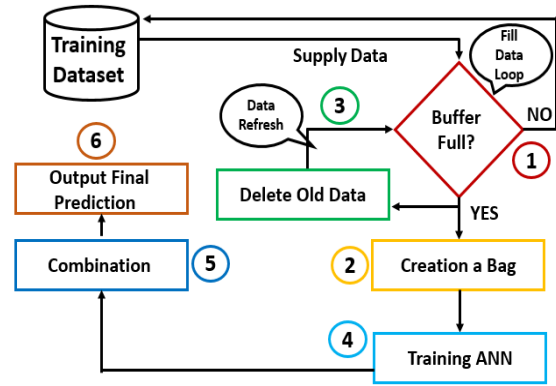 Training
Dataset
Supply Data
Fill
Data
Loop
Data
Refresh
3
Buffer
Full?
NO
1
6
Output Final
Prediction
Delete Old Data
YES
Combination
5
2
Creation a Bag
4
Training ANN